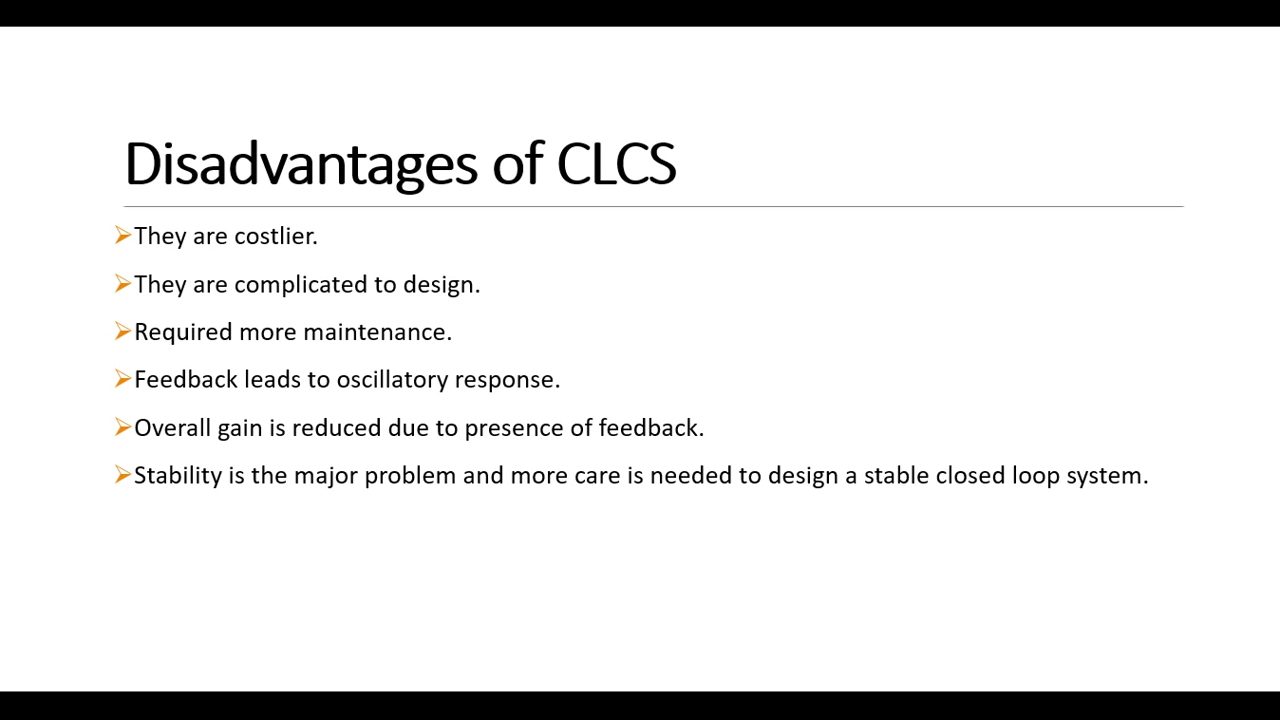 Disadvantages of CLCS
They are costlier.
They are complicated to design.
Required more maintenance.
Feedback leads to oscillatory response.
Overall gain is reduced due to presence of feedback.
Stability is the major problem and more care is needed to design a stable closed loop system.